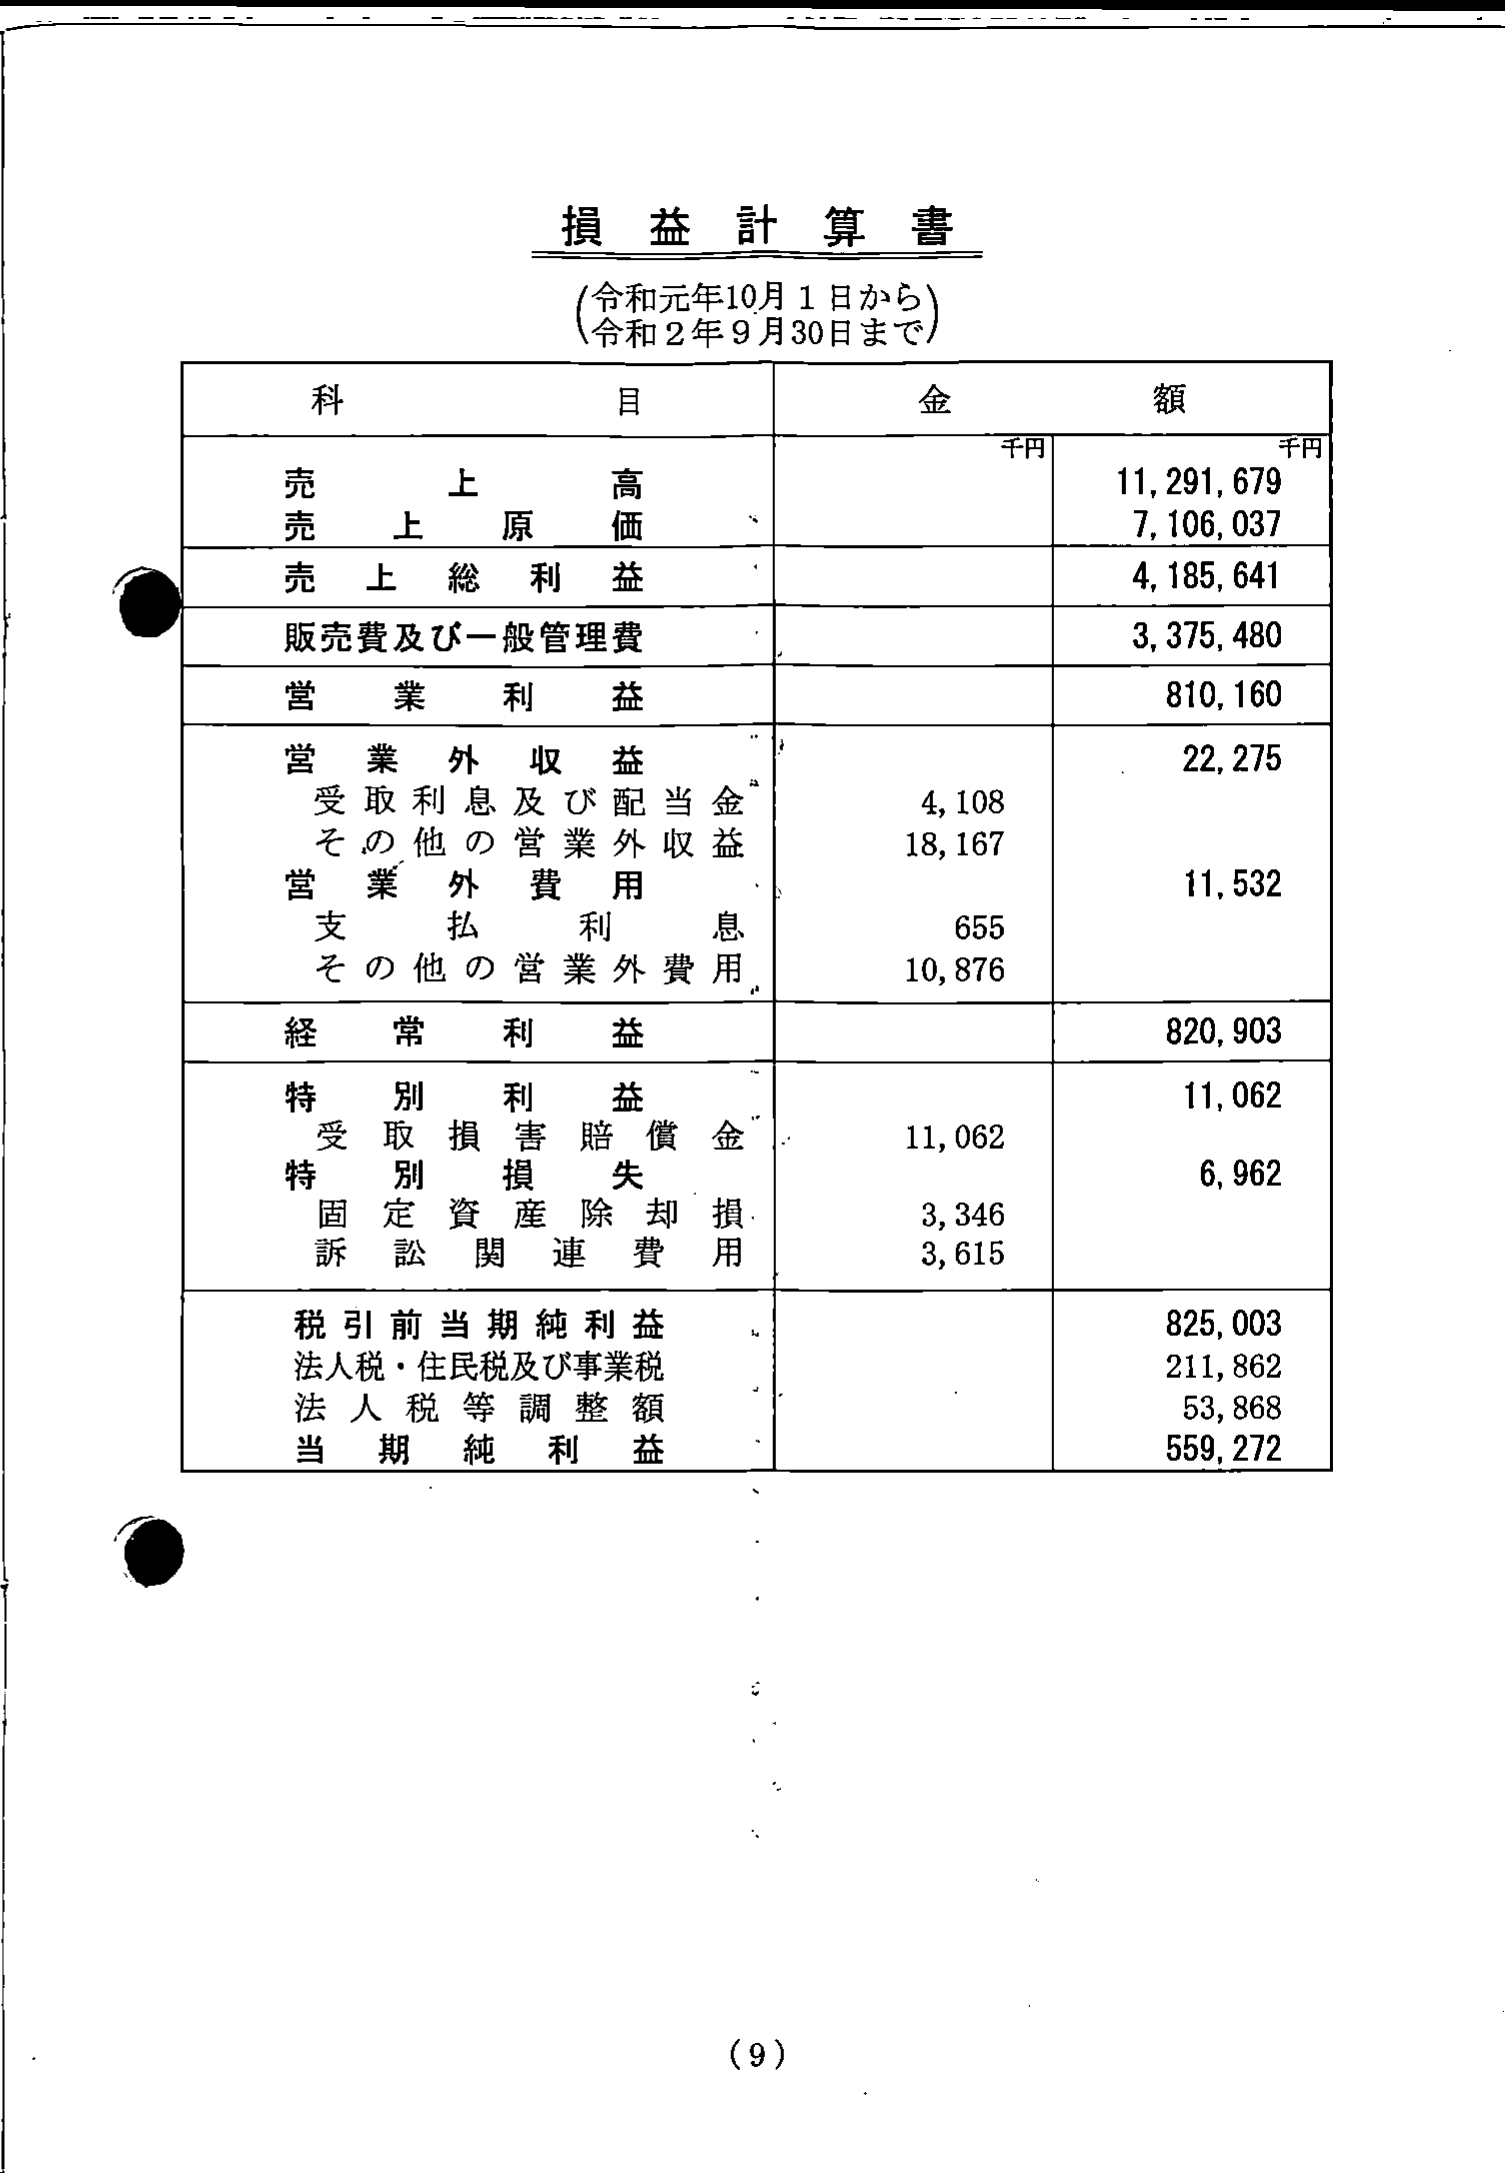 損益計算書
(令和元年10月1日から
令和2年9月30日まで)
科目 金額
千円 千円
売上高 11,291,679
売上原価 7,106,037
売上総利益 4,185,641
販売費及び一般管理費 3,375,480
営業利益 810,160
営業外収益 22,275
受取利息及び配当金 4,108
その他の営業外収益 18,167
営業外費用 11,532
支払利息 655
その他の営業外費用 10,876
経常利益 820,903
特別利益 11,062
受取損害賠償金 11,062
特別損失 6,962
固定資産除却損 3,346
訴訟関連費用 3,615
税引前当期純利益 825,003
法人税・住民税及び事業税 211,862
法人税等調整額 53,868
当期純利益 559,272
(9)